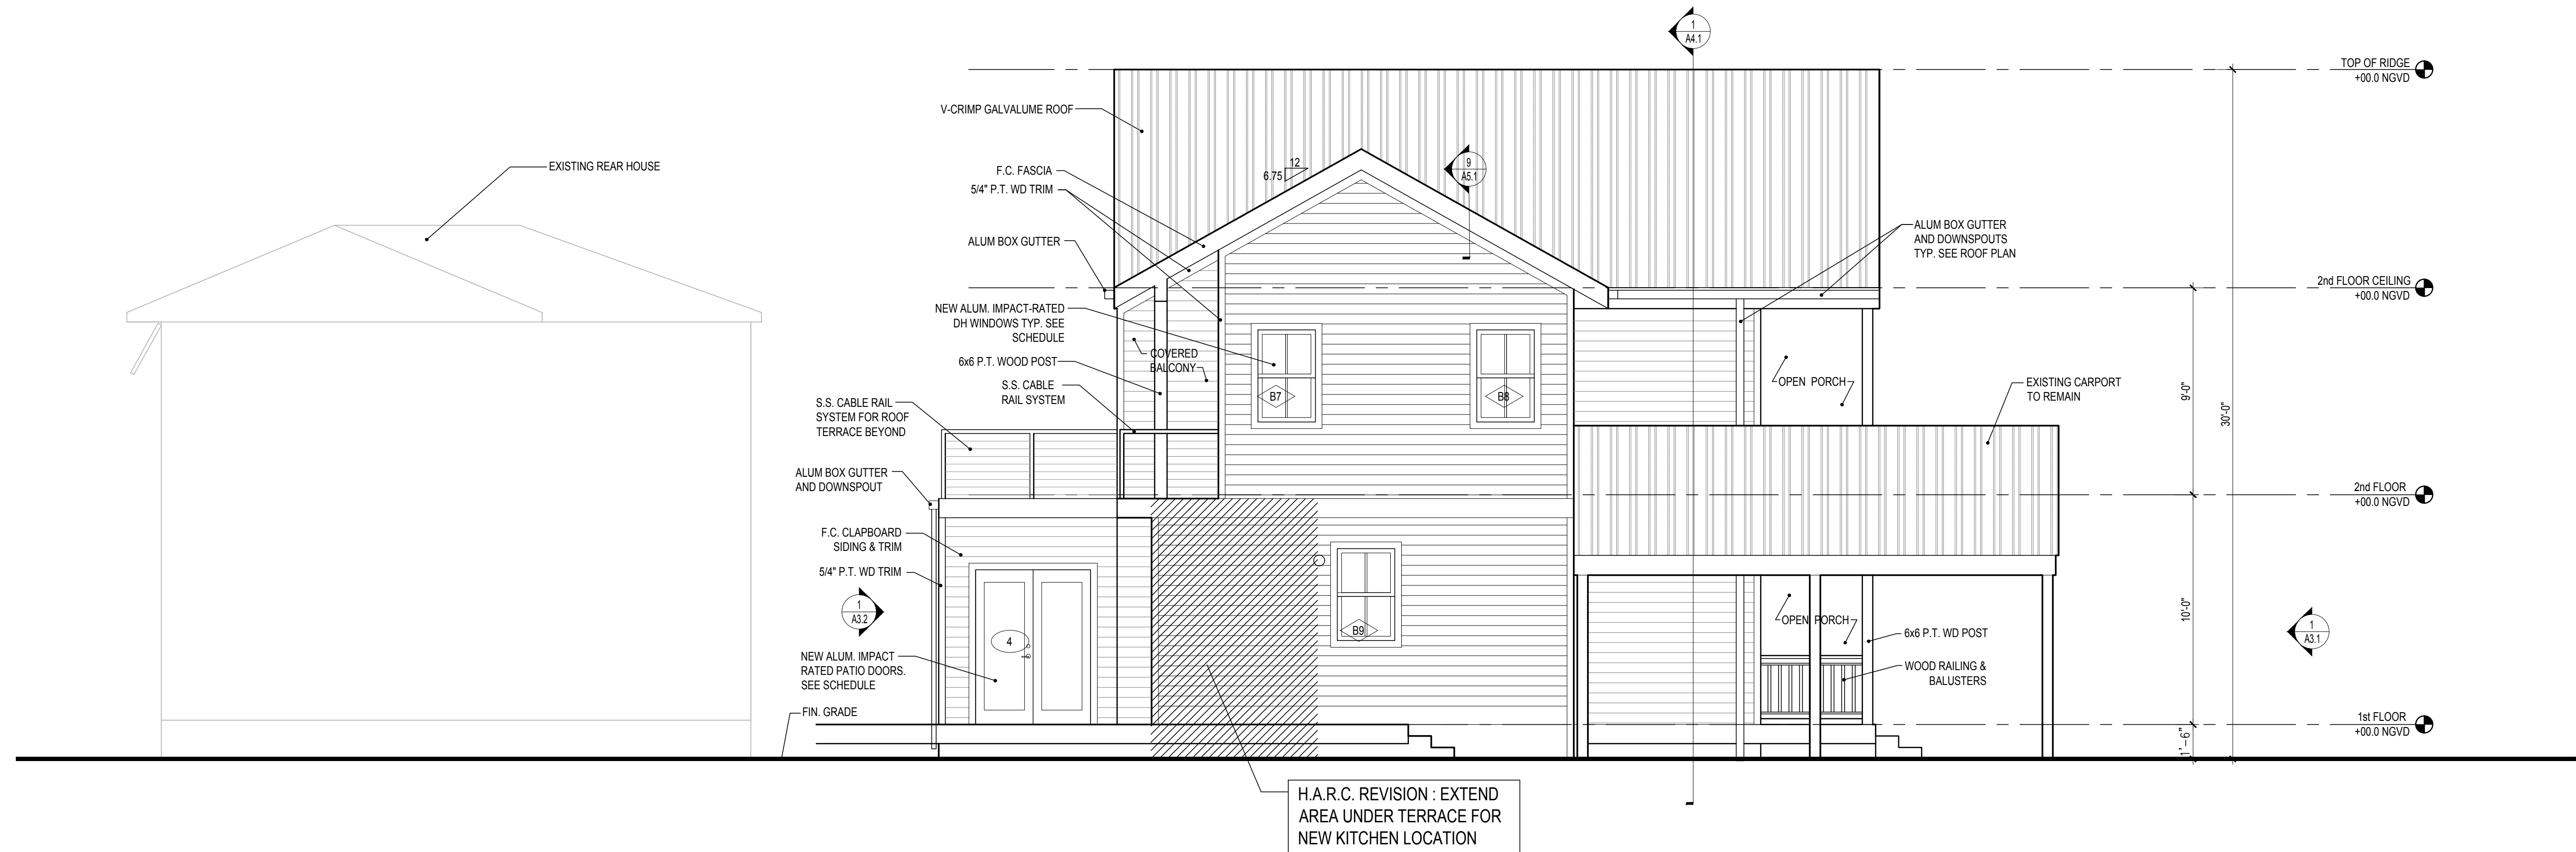 1
A4.1
TOP OF RIDGE
+00.0 NGVD
V-CRIMP GALVALUME ROOF
EXISTING REAR HOUSE
F.C. FASCIA
5/4" P.T. WD TRIM
12
6.75
9
A5.1
ALUM BOX GUTTER
ALUM BOX GUTTER
AND DOWNSPOUTS
TYP. SEE ROOF PLAN
2nd FLOOR CEILING
+00.0 NGVD
NEW ALUM. IMPACT-RATED
DH WINDOWS TYP. SEE
SCHEDULE
COVERED
BALCONY
6x6 P.T. WOOD POST
S.S. CABLE
RAIL SYSTEM
B7
B8
OPEN PORCH
EXISTING CARPORT
TO REMAIN
9'-0"
30'-0"
S.S. CABLE RAIL
SYSTEM FOR ROOF
TERRACE BEYOND
ALUM BOX GUTTER
AND DOWNSPOUT
2nd FLOOR
+00.0 NGVD
F.C. CLAPBOARD
SIDING & TRIM
5/4" P.T. WD TRIM
1
A3.2
4
B9
OPEN PORCH
6x6 P.T. WD POST
WOOD RAILING &
BALUSTERS
10'-0"
1
A3.1
NEW ALUM. IMPACT
RATED PATIO DOORS.
SEE SCHEDULE
FIN. GRADE
1st FLOOR
+00.0 NGVD
1'-6"
H.A.R.C. REVISION : EXTEND
AREA UNDER TERRACE FOR
NEW KITCHEN LOCATION